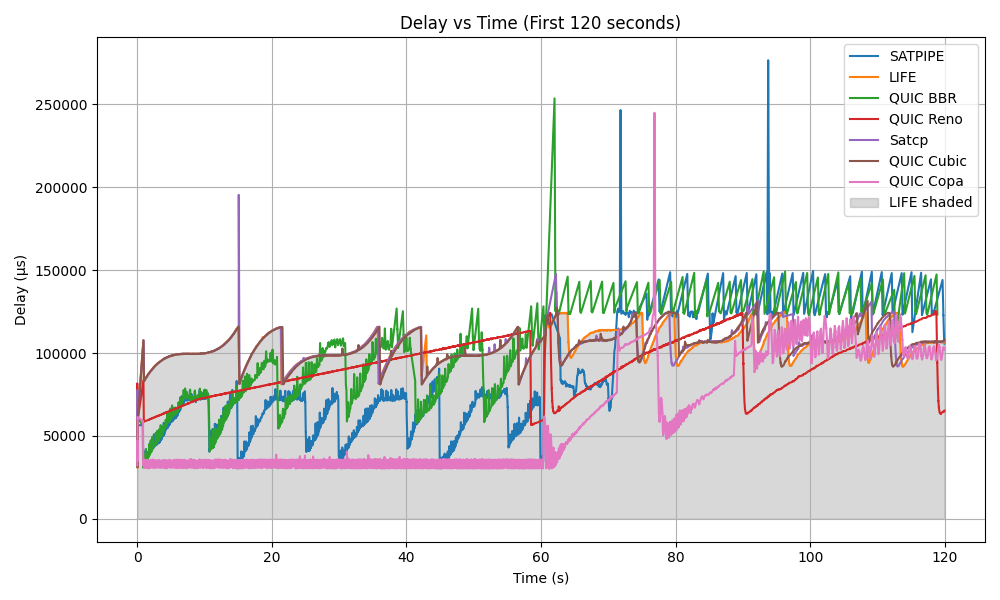 Delay vs Time (First 120 seconds)
SATPIPE
LIFE
QUIC BBR
QUIC Reno
Satcp
QUIC Cubic
QUIC Copa
LIFE shaded
Delay (µs)
250000
200000
150000
100000
50000
0
0 20 40 60 80 100 120
Time (s)